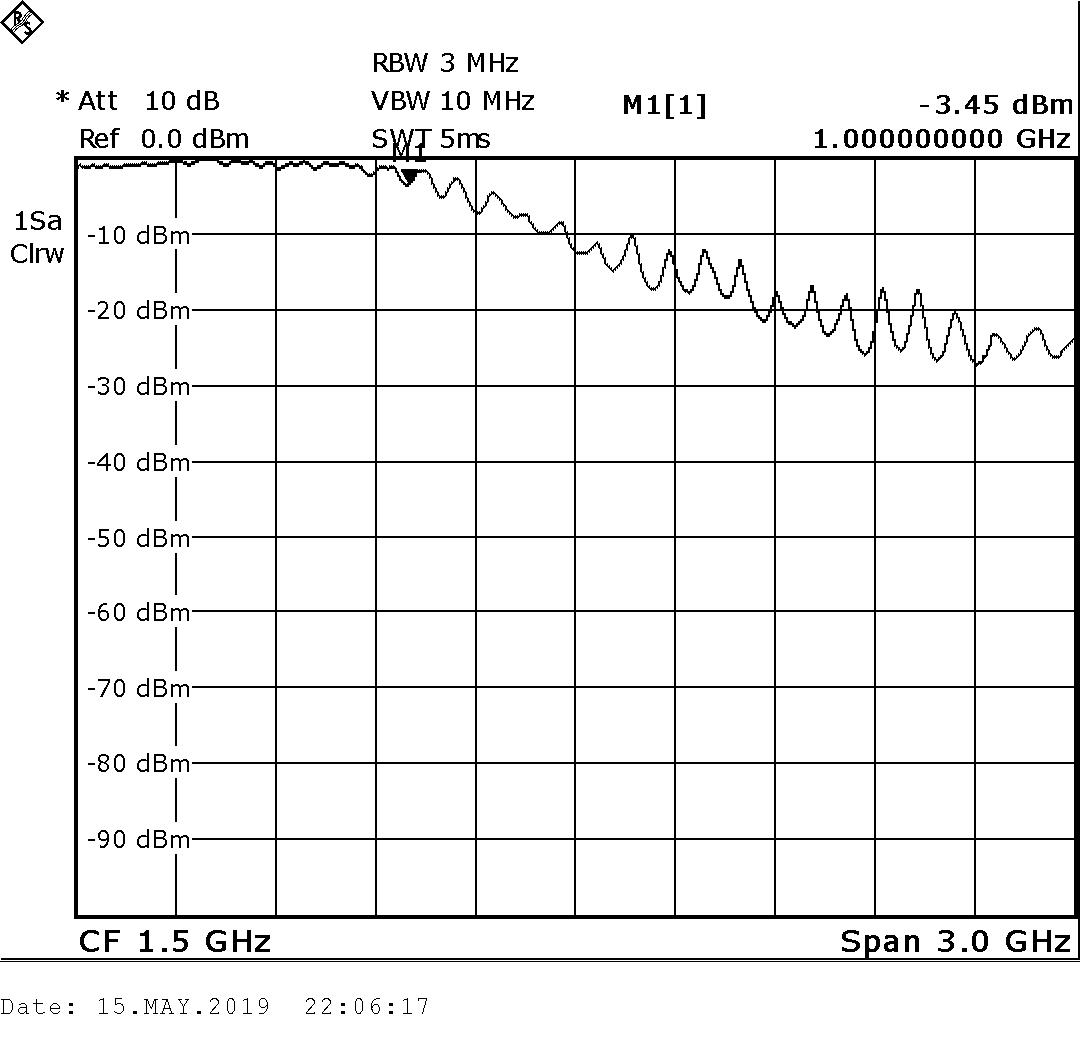 R S
RBW 3 MHz
* Att 10 dB VBW 10 MHz M1[1] -3.45 dBm
Ref 0.0 dBm SWT 5ms 1.000000000 GHz
M1
1Sa
Clrw
-10 dBm
-20 dBm
-30 dBm
-40 dBm
-50 dBm
-60 dBm
-70 dBm
-80 dBm
-90 dBm
CF 1.5 GHz Span 3.0 GHz
Date: 15.MAY.2019 22:06:17